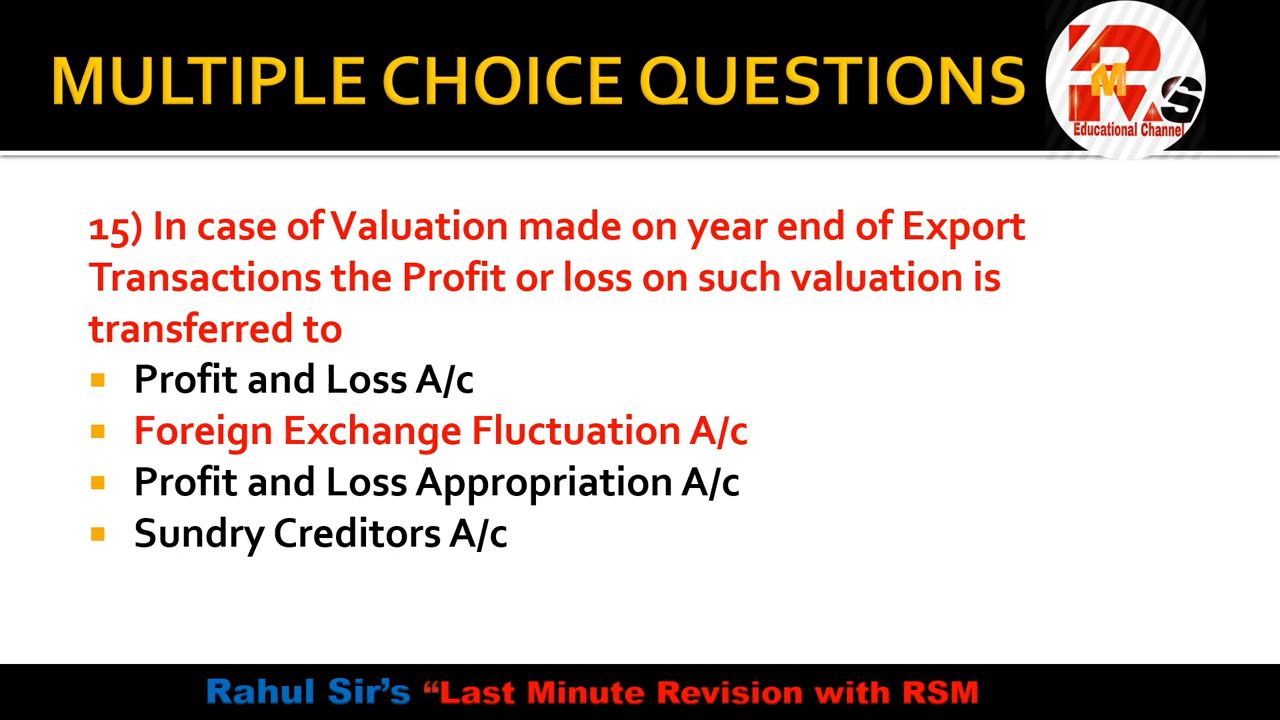 MULTIPLE CHOICE QUESTIONS
RMS
Educational Channel
15) In case of Valuation made on year end of Export
Transactions the Profit or loss on such valuation is
transferred to
Profit and Loss A/c
Foreign Exchange Fluctuation A/c
Profit and Loss Appropriation A/c
Sundry Creditors A/c
Rahul Sir’s “Last Minute Revision with RSM